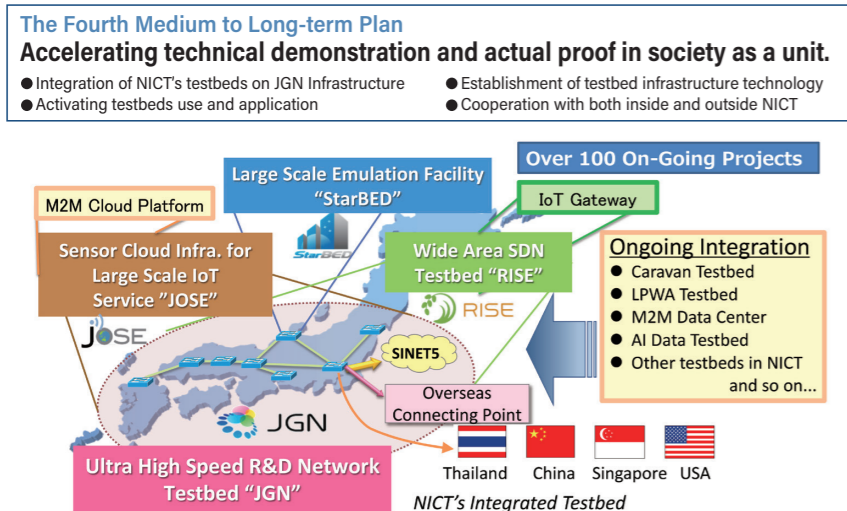 The Fourth Medium to Long-term Plan
Accelerating technical demonstration and actual proof in society as a unit.
● Integration of NICT's testbeds on JGN Infrastructure
● Establishment of testbed infrastructure technology
● Activating testbeds use and application
● Cooperation with both inside and outside NICT
Over 100 On-Going Projects
Large Scale Emulation Facility
"StarBED"
M2M Cloud Platform
IoT Gateway
StarBED
Sensor Cloud Infra. for
Large Scale IoT
Service "JOSE"
Wide Area SDN
Testbed "RISE"
Ongoing Integration
● Caravan Testbed
● LPWA Testbed
● M2M Data Center
● AI Data Testbed
● Other testbeds in NICT
and so on...
JOSE
RISE
SINET5
Overseas
Connecting Point
JGN
Ultra High Speed R&D Network
Testbed "JGN"
Thailand
China
Singapore
USA
NICT's Integrated Testbed